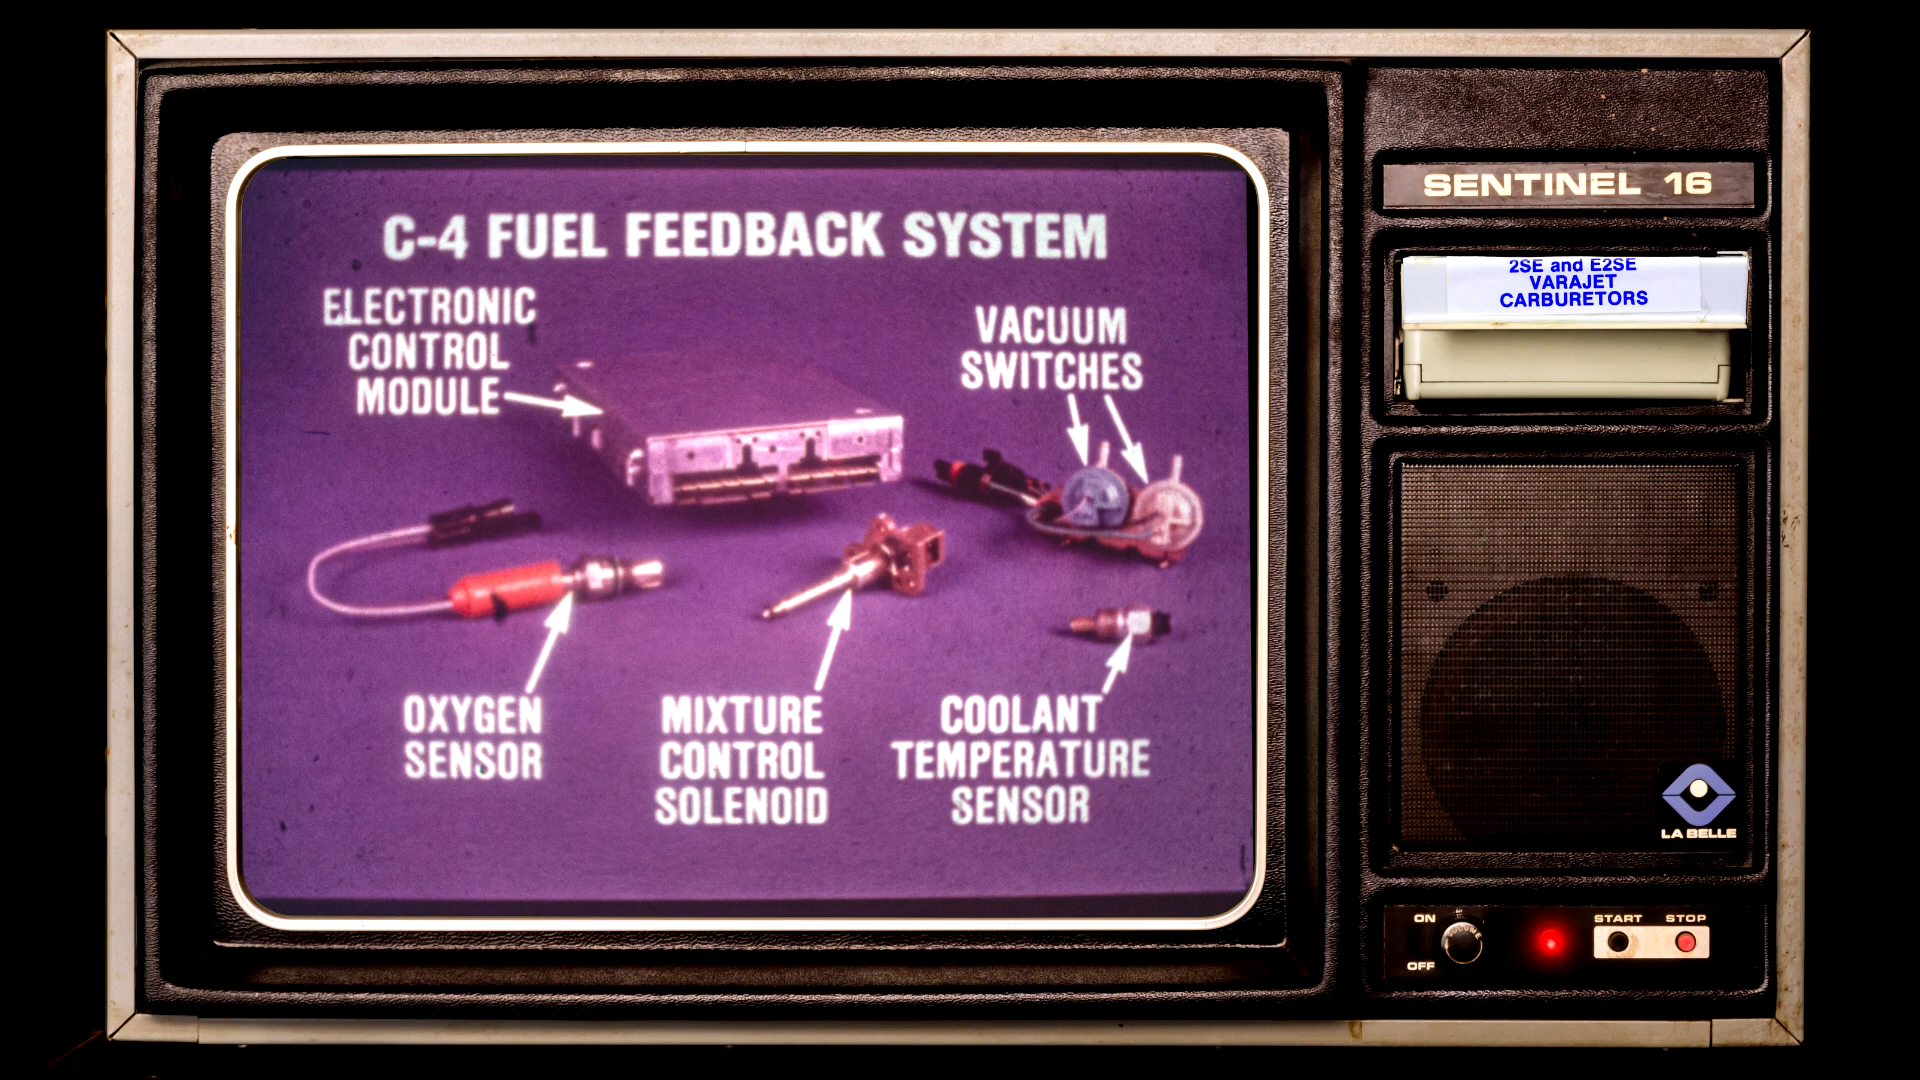 C-4 FUEL FEEDBACK SYSTEM
ELECTRONIC
CONTROL
MODULE
VACUUM
SWITCHES
OXYGEN
SENSOR
MIXTURE
CONTROL
SOLENOID
COOLANT
TEMPERATURE
SENSOR
SENTINEL 16
2SE and E2SE
VARAJET
CARBURETORS
LA BELLE
ON
OFF
VOLUME
START
STOP